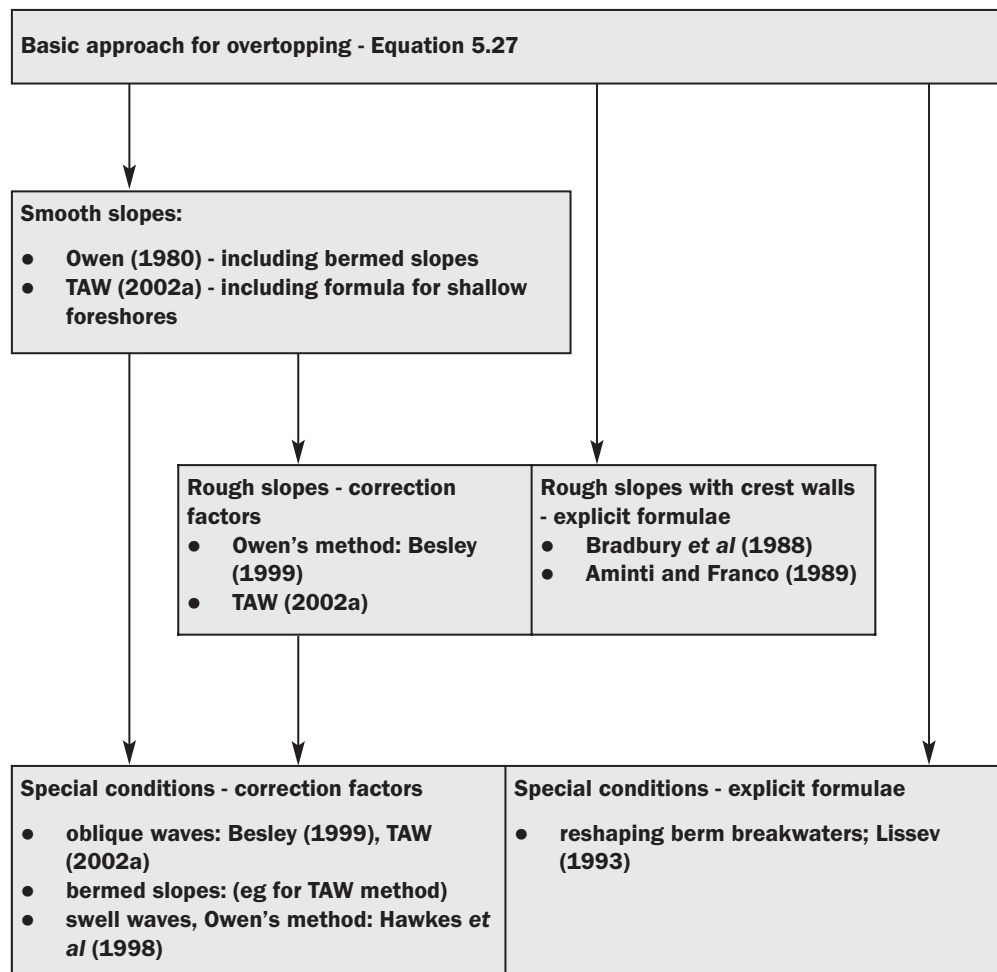 Basic approach for overtopping - Equation 5.27
Smooth slopes:
● Owen (1980) - including bermed slopes
● TAW (2002a) - including formula for shallow
foreshores
Rough slopes - correction
factors
● Owen's method: Besley
(1999)
● TAW (2002a)
Rough slopes with crest walls
- explicit formulae
● Bradbury et al (1988)
● Aminti and Franco (1989)
Special conditions - correction factors
● oblique waves: Besley (1999), TAW
(2002a)
● bermed slopes: (eg for TAW method)
● swell waves, Owen's method: Hawkes et
al (1998)
Special conditions - explicit formulae
● reshaping berm breakwaters; Lissev
(1993)